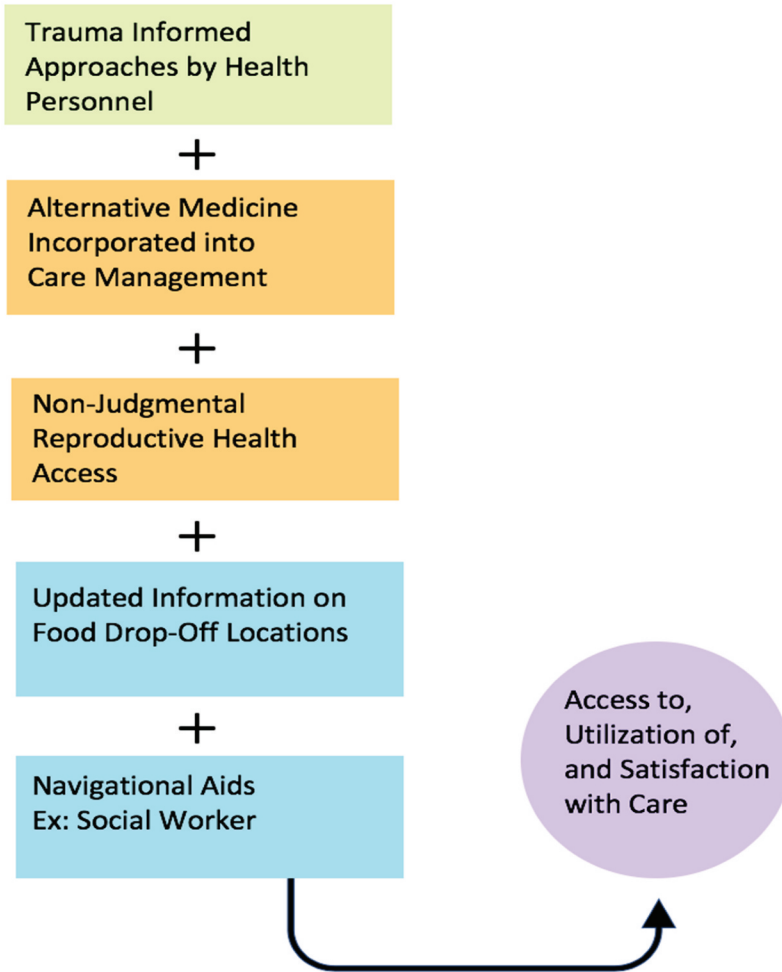 Trauma Informed
Approaches by Health
Personnel
+
Alternative Medicine
Incorporated into
Care Management
+
Non-Judgmental
Reproductive Health
Access
+
Updated Information on
Food Drop-Off Locations
+
Navigational Aids
Ex: Social Worker
Access to,
Utilization of,
and Satisfaction
with Care